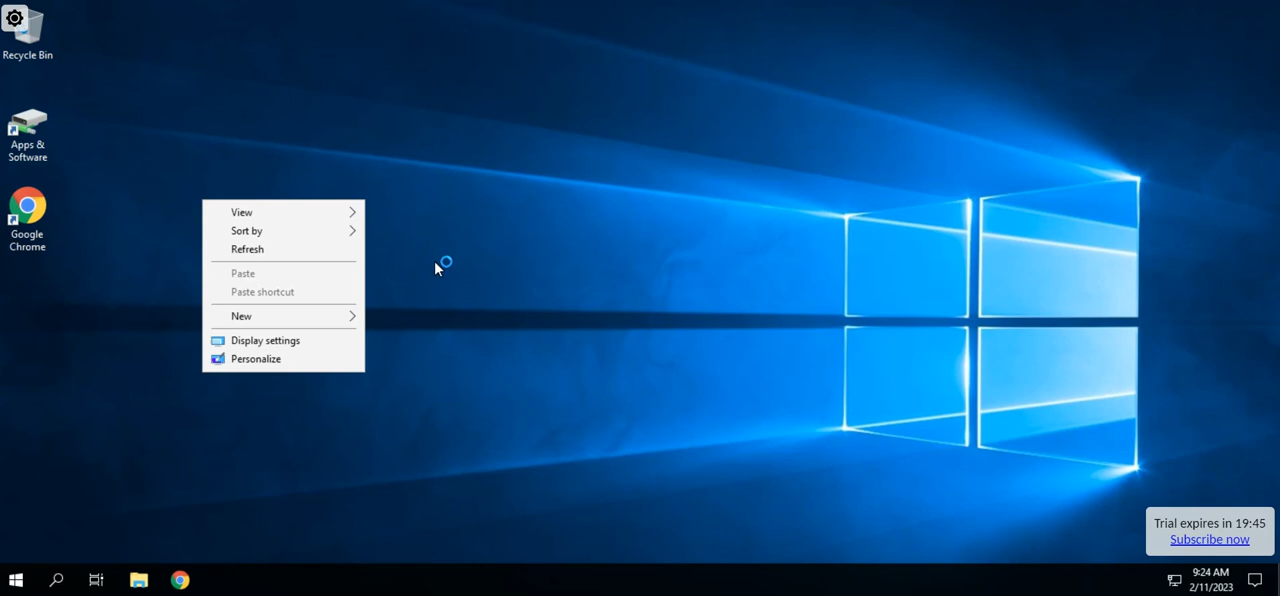 Recycle Bin
Apps &
Software
Google
Chrome
View
Sort by
Refresh
Paste
Paste shortcut
New
Display settings
Personalize
Trial expires in 19:45
Subscribe now
9:24 AM
2/11/2023